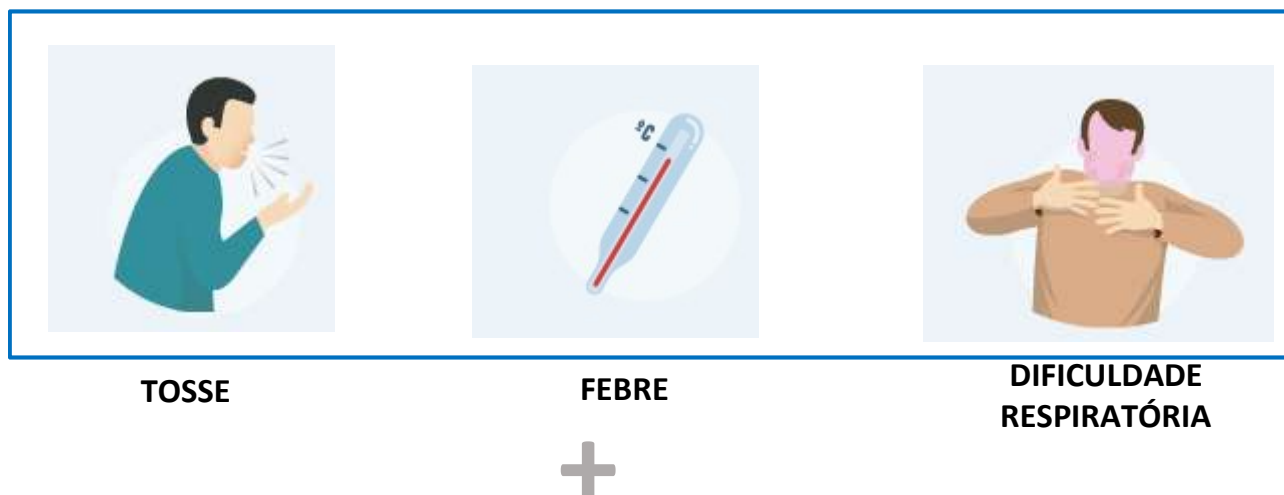 ºC
TOSSE
FEBRE
DIFICULDADE
RESPIRATÓRIA
+